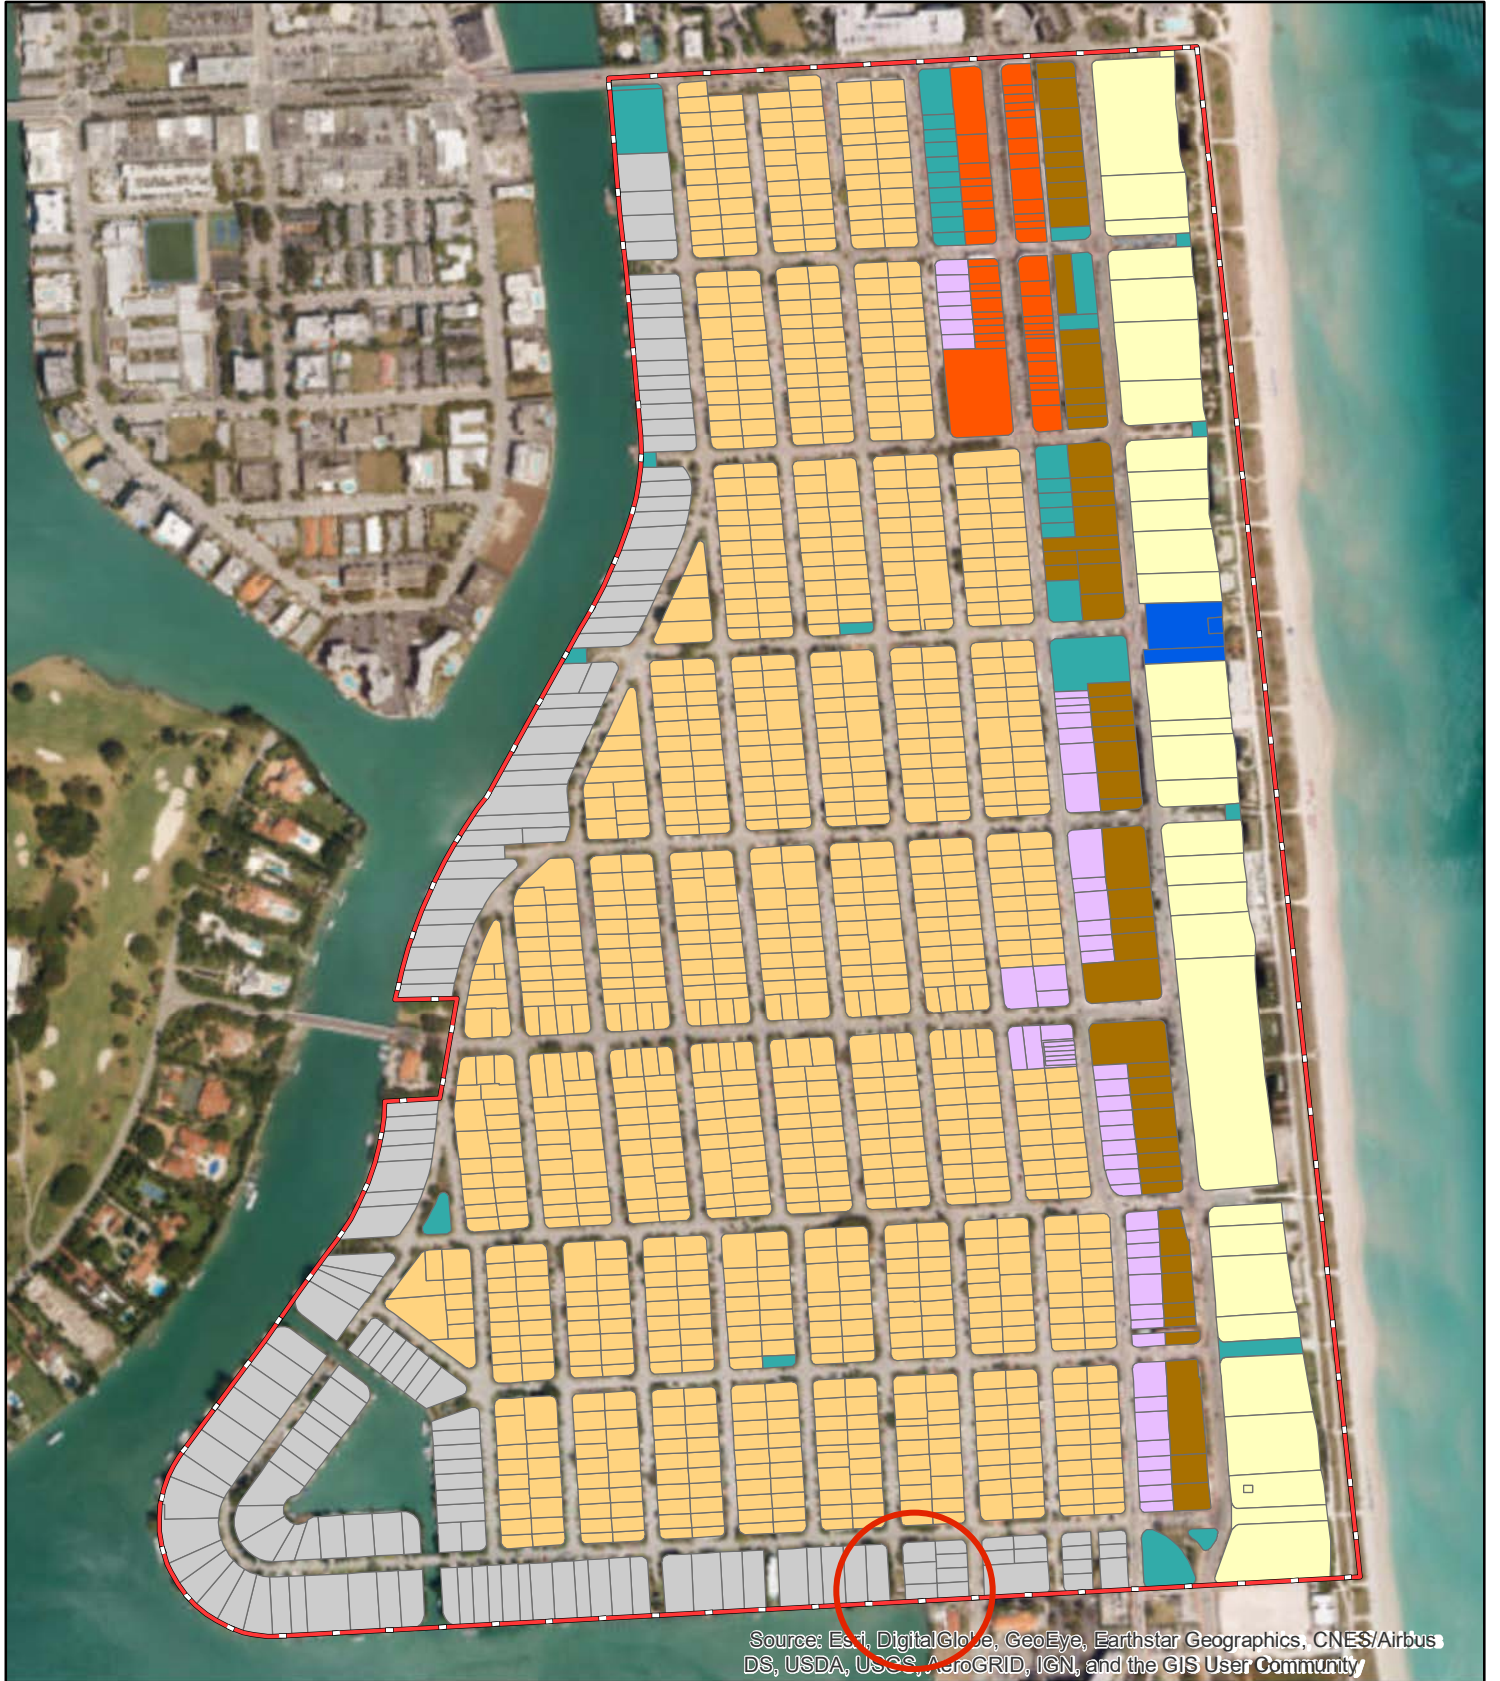 Source: Esri, DigitalGlobe, GeoEye, Earthstar Geographics, CNES/Airbus
DS, USDA, USGS, AeroGRID, IGN, and the GIS User Community